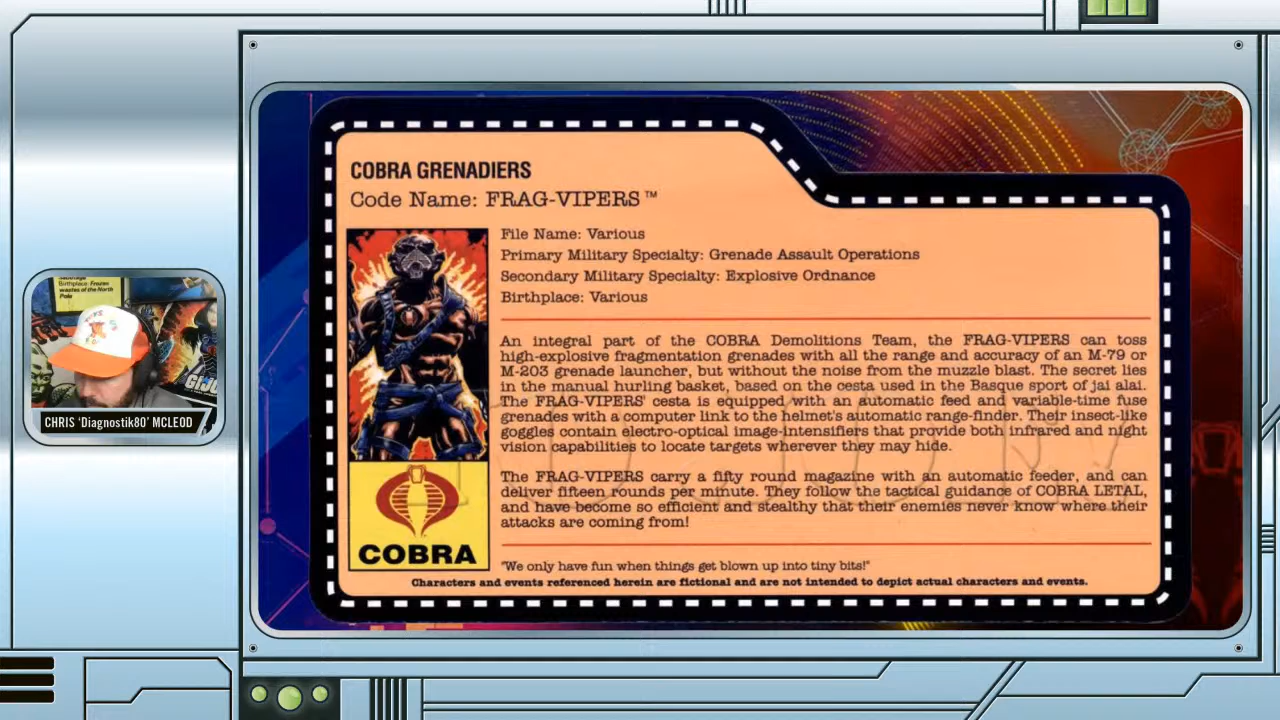 COBRA GRENADIERS
Code Name: FRAG-VIPERS™
File Name: Various
Primary Military Specialty: Grenade Assault Operations
Secondary Military Specialty: Explosive Ordnance
Birthplace: Various
An integral part of the COBRA Demolitions Team, the FRAG-VIPERS can toss
high-explosive fragmentation grenades with all the range and accuracy of an M-79 or
M-203 grenade launcher, but without the noise from the muzzle blast. The secret lies
in the manual hurling basket, based on the cesta used in the Basque sport of jai alai.
The FRAG-VIPERS' cesta is equipped with an automatic feed and variable-time fuse
grenades with a computer link to the helmet's automatic range-finder. Their insect-like
goggles contain electro-optical image-intensifiers that provide both infrared and night
vision capabilities to locate targets wherever they may hide.
The FRAG-VIPERS carry a fifty round magazine with an automatic feeder, and can
deliver fifteen rounds per minute. They follow the tactical guidance of COBRA LETAL,
and have become so efficient and stealthy that their enemies never know where their
attacks are coming from!
COBRA
"We only have fun when things get blown up into tiny bits!"
Characters and events referenced herein are fictional and are not intended to depict actual characters and events.
Birthplace: Frozen
wastes of the North
Pole
GI JOE
CHRIS 'Diagnostik80' MCLEOD